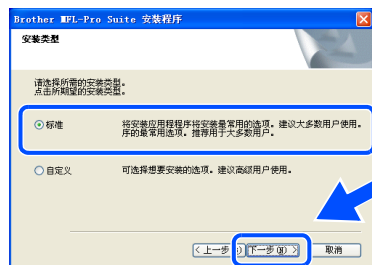 Brother MFL-Pro Suite 安装程序
安装类型
请选择所需的安装类型。
点击所期望的安装类型。
标准
将安装应用程程序将安装最常用的选项。建议大多数用户使用。
序的最常用选项。推荐用于大多数用户。
自定义
可选择想要安装的选项。建议高级用户使用。
< 上一步
下一步(N) >
取消